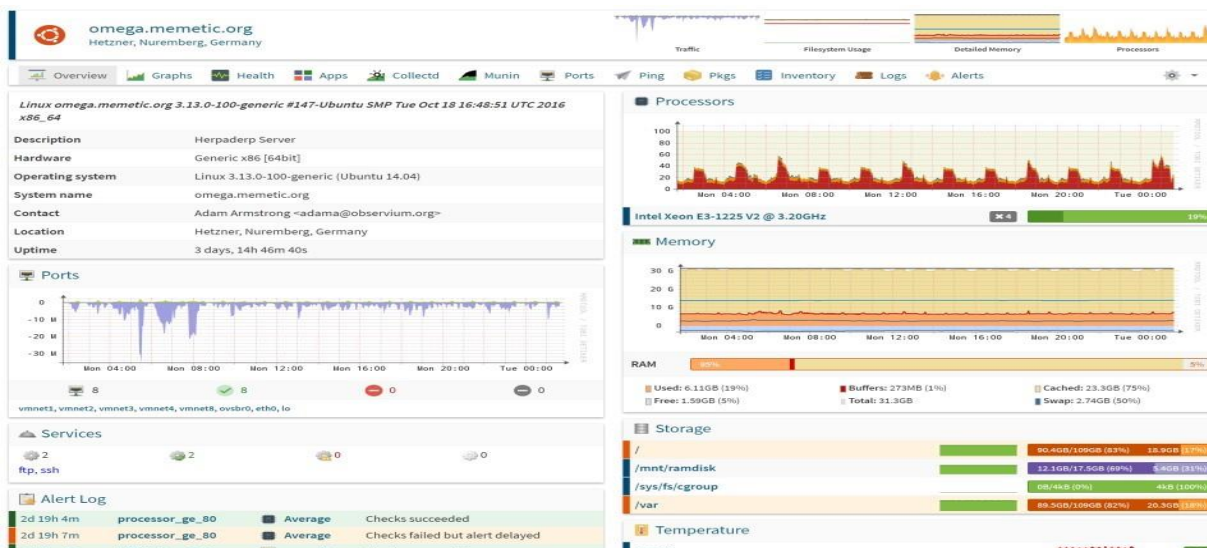 omega.memetic.org
Hetzner, Nuremberg, Germany
Traffic
Filesystem Usage
Detailed Memory
Processors
Overview Graphs Health Apps Collectd Munin Ports Ping Pkgs Inventory Logs Alerts
Linux omega.memetic.org 3.13.0-100-generic #147-Ubuntu SMP Tue Oct 18 16:48:51 UTC 2016
x86_64
Description Herpaderp Server
Hardware Generic x86 [64bit]
Operating system Linux 3.13.0-100-generic (Ubuntu 14.04)
System name omega.memetic.org
Contact Adam Armstrong <adama@observium.org>
Location Hetzner, Nuremberg, Germany
Uptime 3 days, 14h 46m 40s
Ports
0
-10 M
-20 M
-30 M
Mon 04:00 Mon 08:00 Mon 12:00 Mon 16:00 Mon 20:00 Tue 00:00
8 8 0 0
vmnet1, vmnet2, vmnet3, vmnet4, vmnet8, ovsbr0, eth0, lo
Services
2 2 0 0
ftp, ssh
Alert Log
2d 19h 4m processor_ge_80 Average Checks succeeded
2d 19h 7m processor_ge_80 Average Checks failed but alert delayed
Processors
100
80
60
40
20
0
Mon 04:00 Mon 08:00 Mon 12:00 Mon 16:00 Mon 20:00 Tue 00:00
Intel Xeon E3-1225 V2 @ 3.20GHz x 4 19%
Memory
30 G
20 G
10 G
0
Mon 04:00 Mon 08:00 Mon 12:00 Mon 16:00 Mon 20:00 Tue 00:00
RAM 95% 5%
Used: 6.11GB (19%) Buffers: 273MB (1%) Cached: 23.3GB (75%)
Free: 1.59GB (5%) Total: 31.3GB Swap: 2.74GB (50%)
Storage
/ 90.4GB/109GB (83%) 18.9GB (17%)
/mnt/ramdisk 12.1GB/17.5GB (69%) 5.4GB (31%)
/sys/fs/cgroup 0B/4kB (0%) 4kB (100%)
/var 89.5GB/109GB (82%) 20.3GB (18%)
Temperature